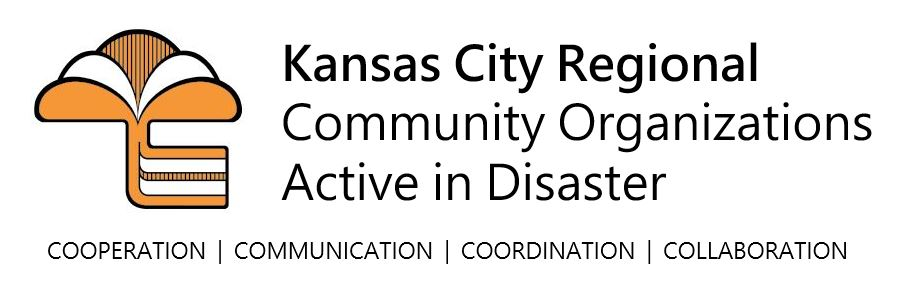 Kansas City Regional
Community Organizations
Active in Disaster
COOPERATION | COMMUNICATION | COORDINATION | COLLABORATION